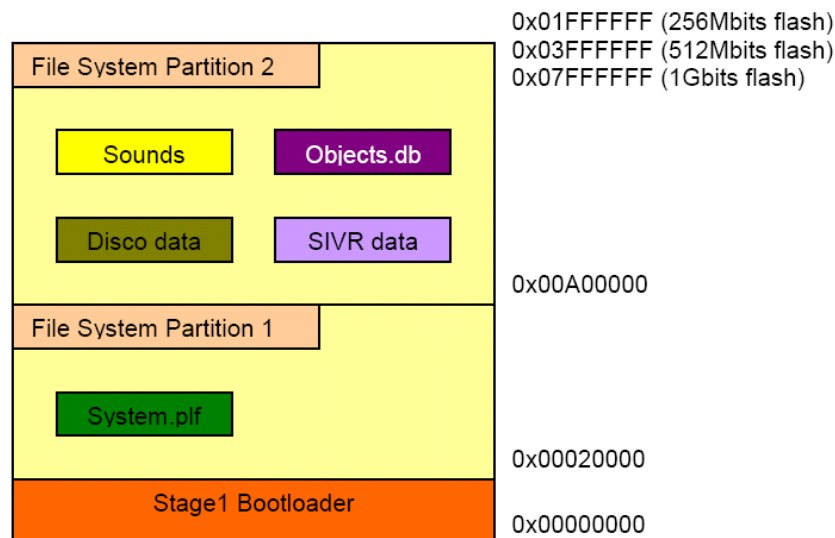 0x01FFFFFF (256Mbits flash)
0x03FFFFFF (512Mbits flash)
0x07FFFFFF (1Gbits flash)
File System Partition 2
Sounds
Objects.db
Disco data
SIVR data
0x00A00000
File System Partition 1
System.plf
0x00020000
Stage1 Bootloader
0x00000000